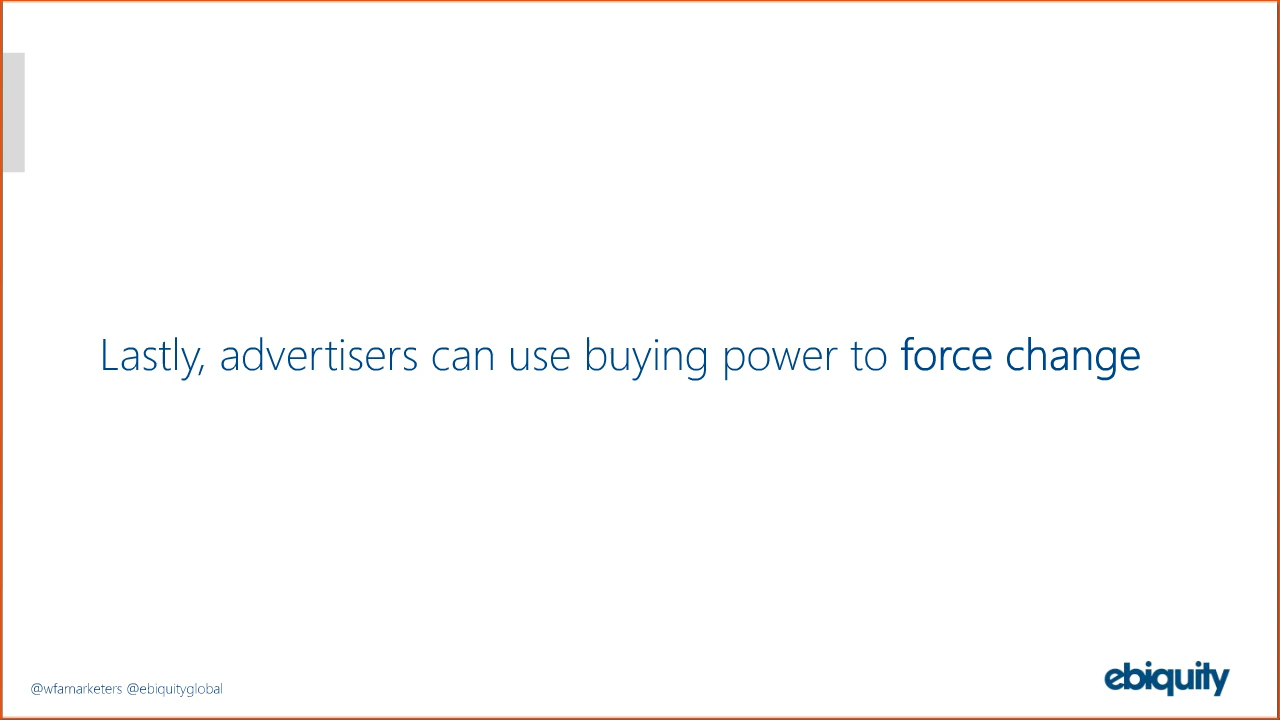 Lastly, advertisers can use buying power to force change
@wfamarketers @ebiquityglobal
ebiquity